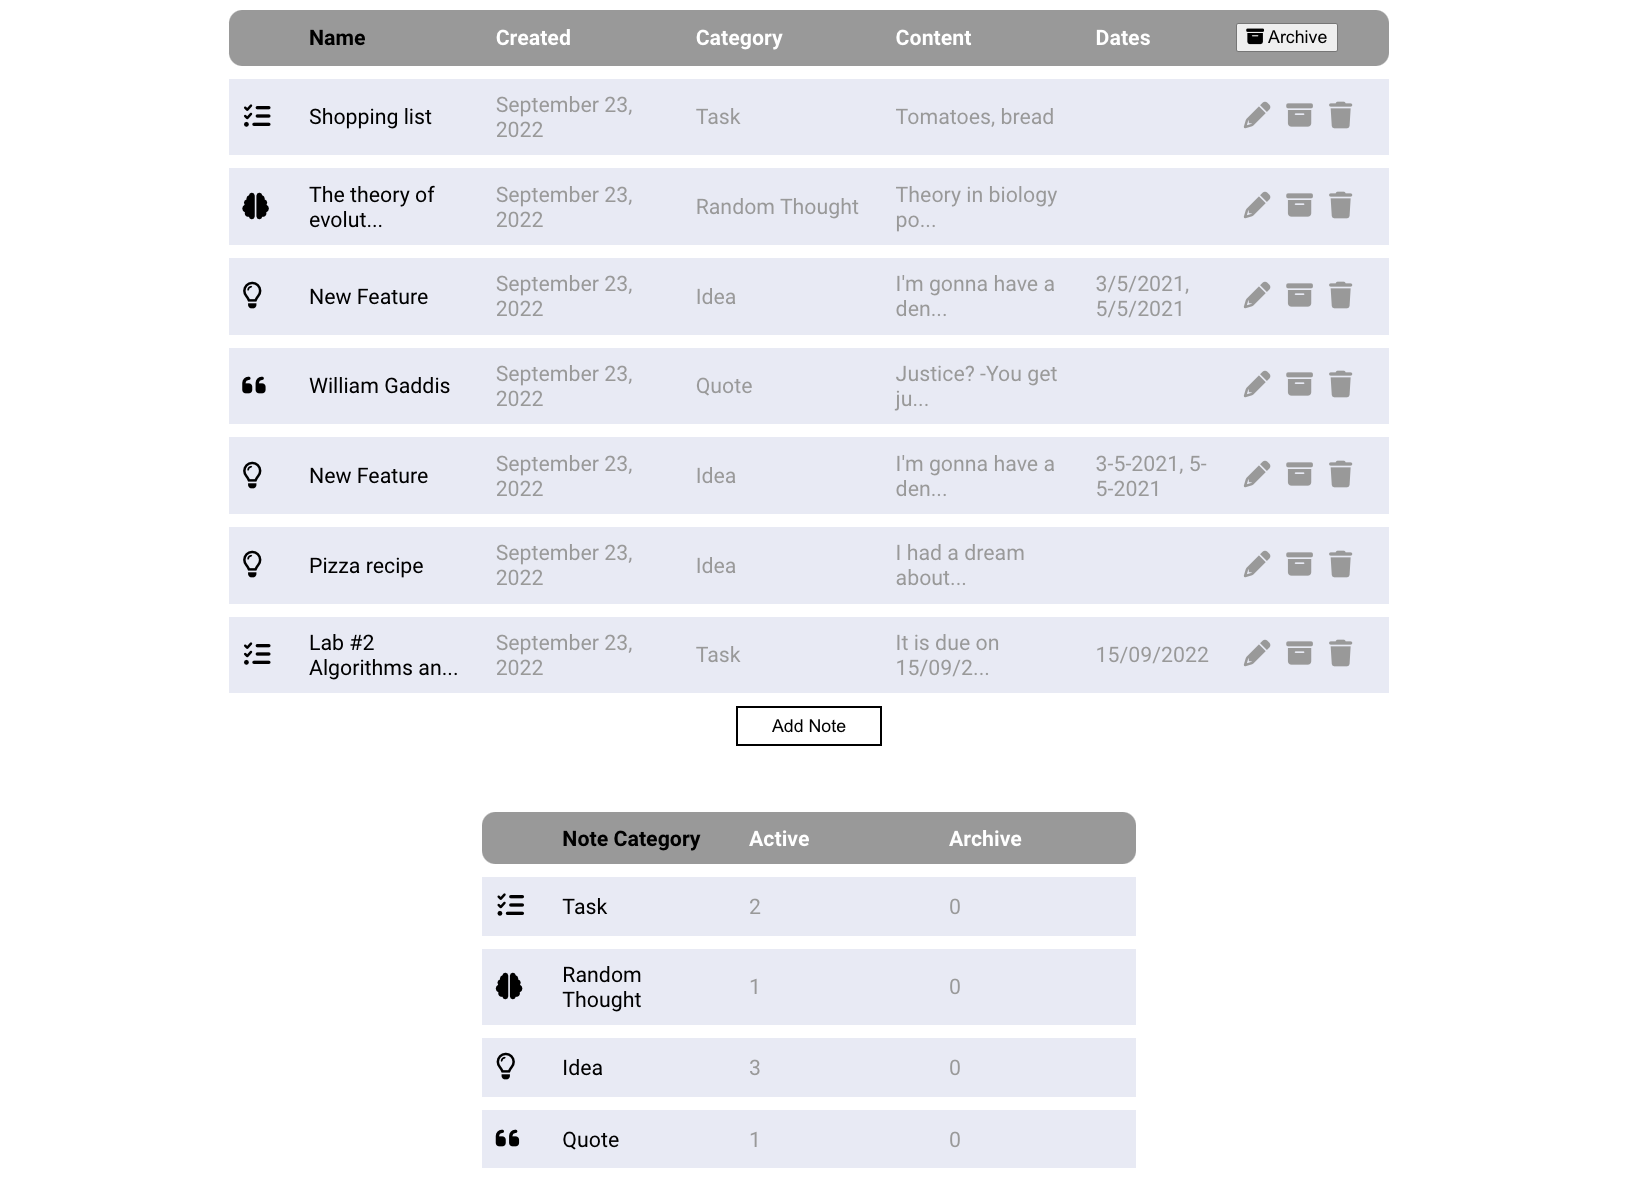 Name Created Category Content Dates Archive
September 23,
Shopping list Task Tomatoes, bread
2022
The theory of September 23, Theory in biology
Random Thought
evolut... 2022 po...
September 23, I'm gonna have a 3/5/2021,
New Feature Idea
2022 den... 5/5/2021
September 23, Justice? -You get
William Gaddis Quote
2022 ju...
September 23, I'm gonna have a 3-5-2021, 5-
New Feature Idea
2022 den... 5-2021
September 23, I had a dream
Pizza recipe Idea
2022 about...
Lab #2 September 23, It is due on
Task 15/09/2022
Algorithms an... 2022 15/09/2...
Add Note
Note Category Active Archive
Task 2 0
Random
1 0
Thought
Idea 3 0
Quote 1 0